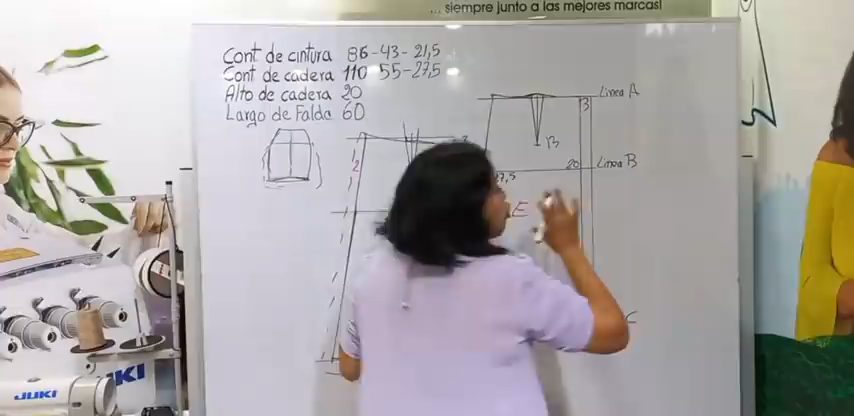 ... siempre junto a las mejores marcas!
Cont de cintura 86-43-21,5
Cont de cadera 110 55-27,5
Alto de cadera 20
Largo de Falda 60
Linea A
3
13
2
20
Linea B
27,5
E
C
JUKI
JUKI